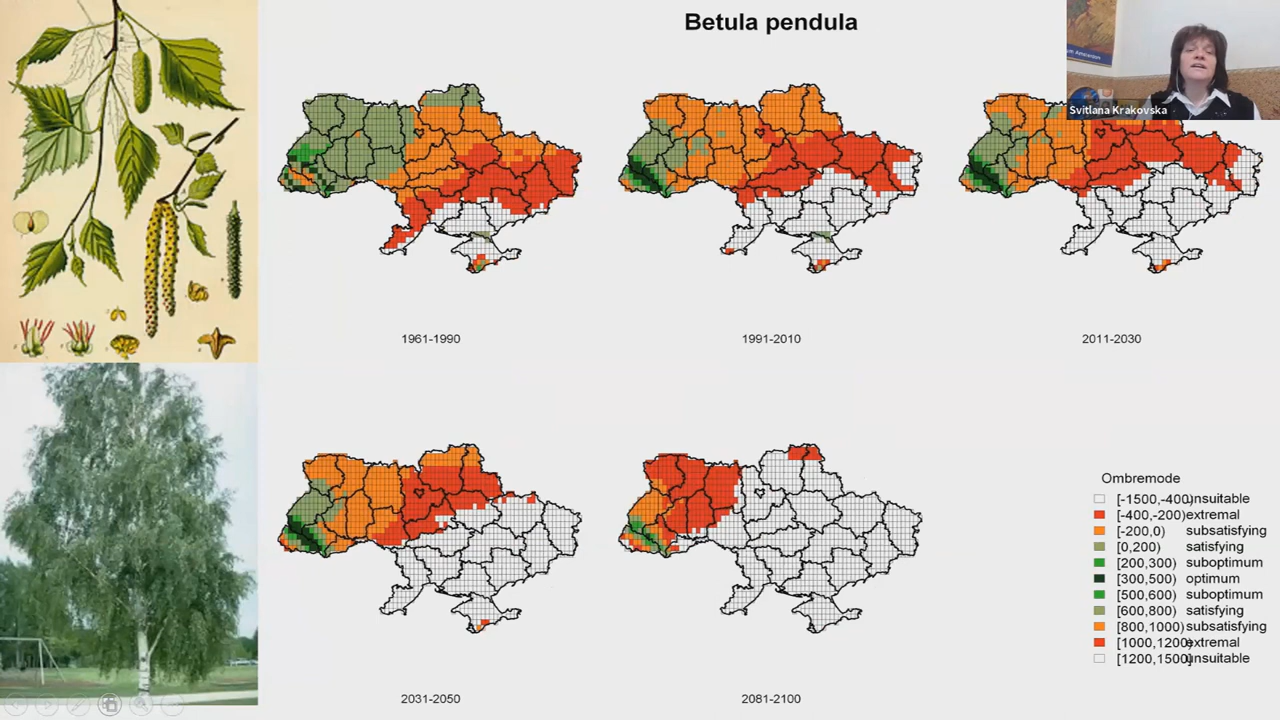 Betula pendula
Svitlana Krakovska
1961-1990
1991-2010
2011-2030
2031-2050
2081-2100
Ombremode
[-1500,-400) unsuitable
[-400,-200) extremal
[-200,0) subsatisfying
[0,200) satisfying
[200,300) suboptimum
[300,500) optimum
[500,600) suboptimum
[600,800) satisfying
[800,1000) subsatisfying
[1000,1200) extremal
[1200,1500] unsuitable